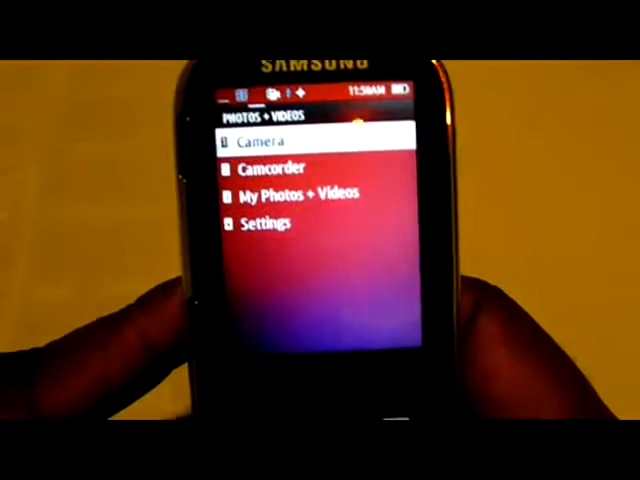 SAMSUNG
11:50AM
PHOTOS + VIDEOS
Camera
Camcorder
My Photos + Videos
Settings